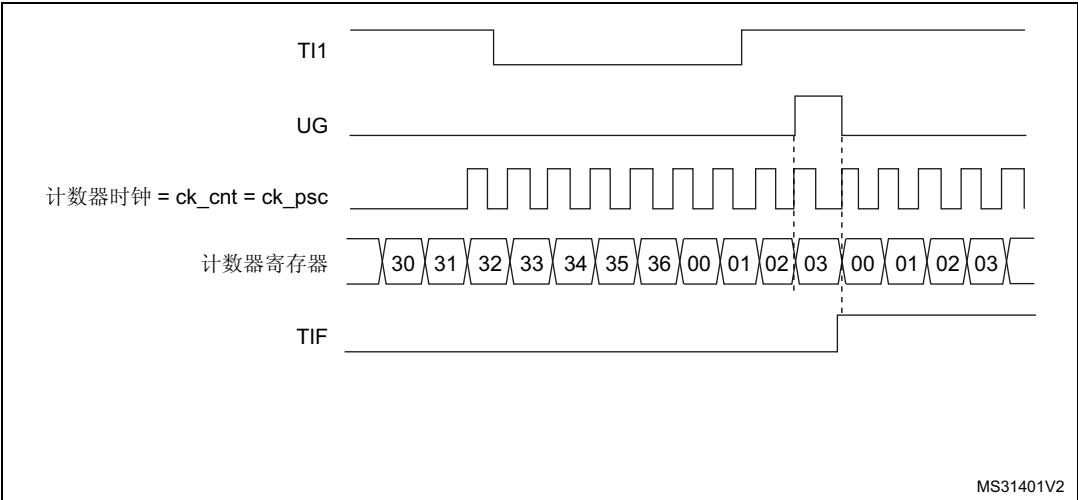 TI1
UG
计数器时钟 = ck_cnt = ck_psc
计数器寄存器 30 31 32 33 34 35 36 00 01 02 03 00 01 02 03
TIF
MS31401V2